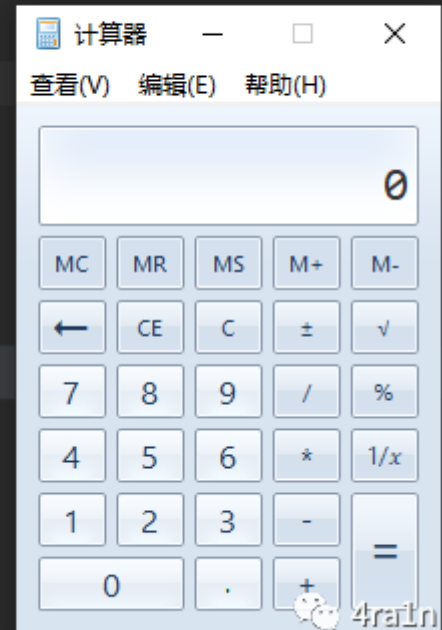 计算器
查看(V) 编辑(E) 帮助(H)
0
MC MR MS M+ M-
← CE C ± √
7 8 9 / %
4 5 6 * 1/x
1 2 3 - =
0 . +
4ra1n